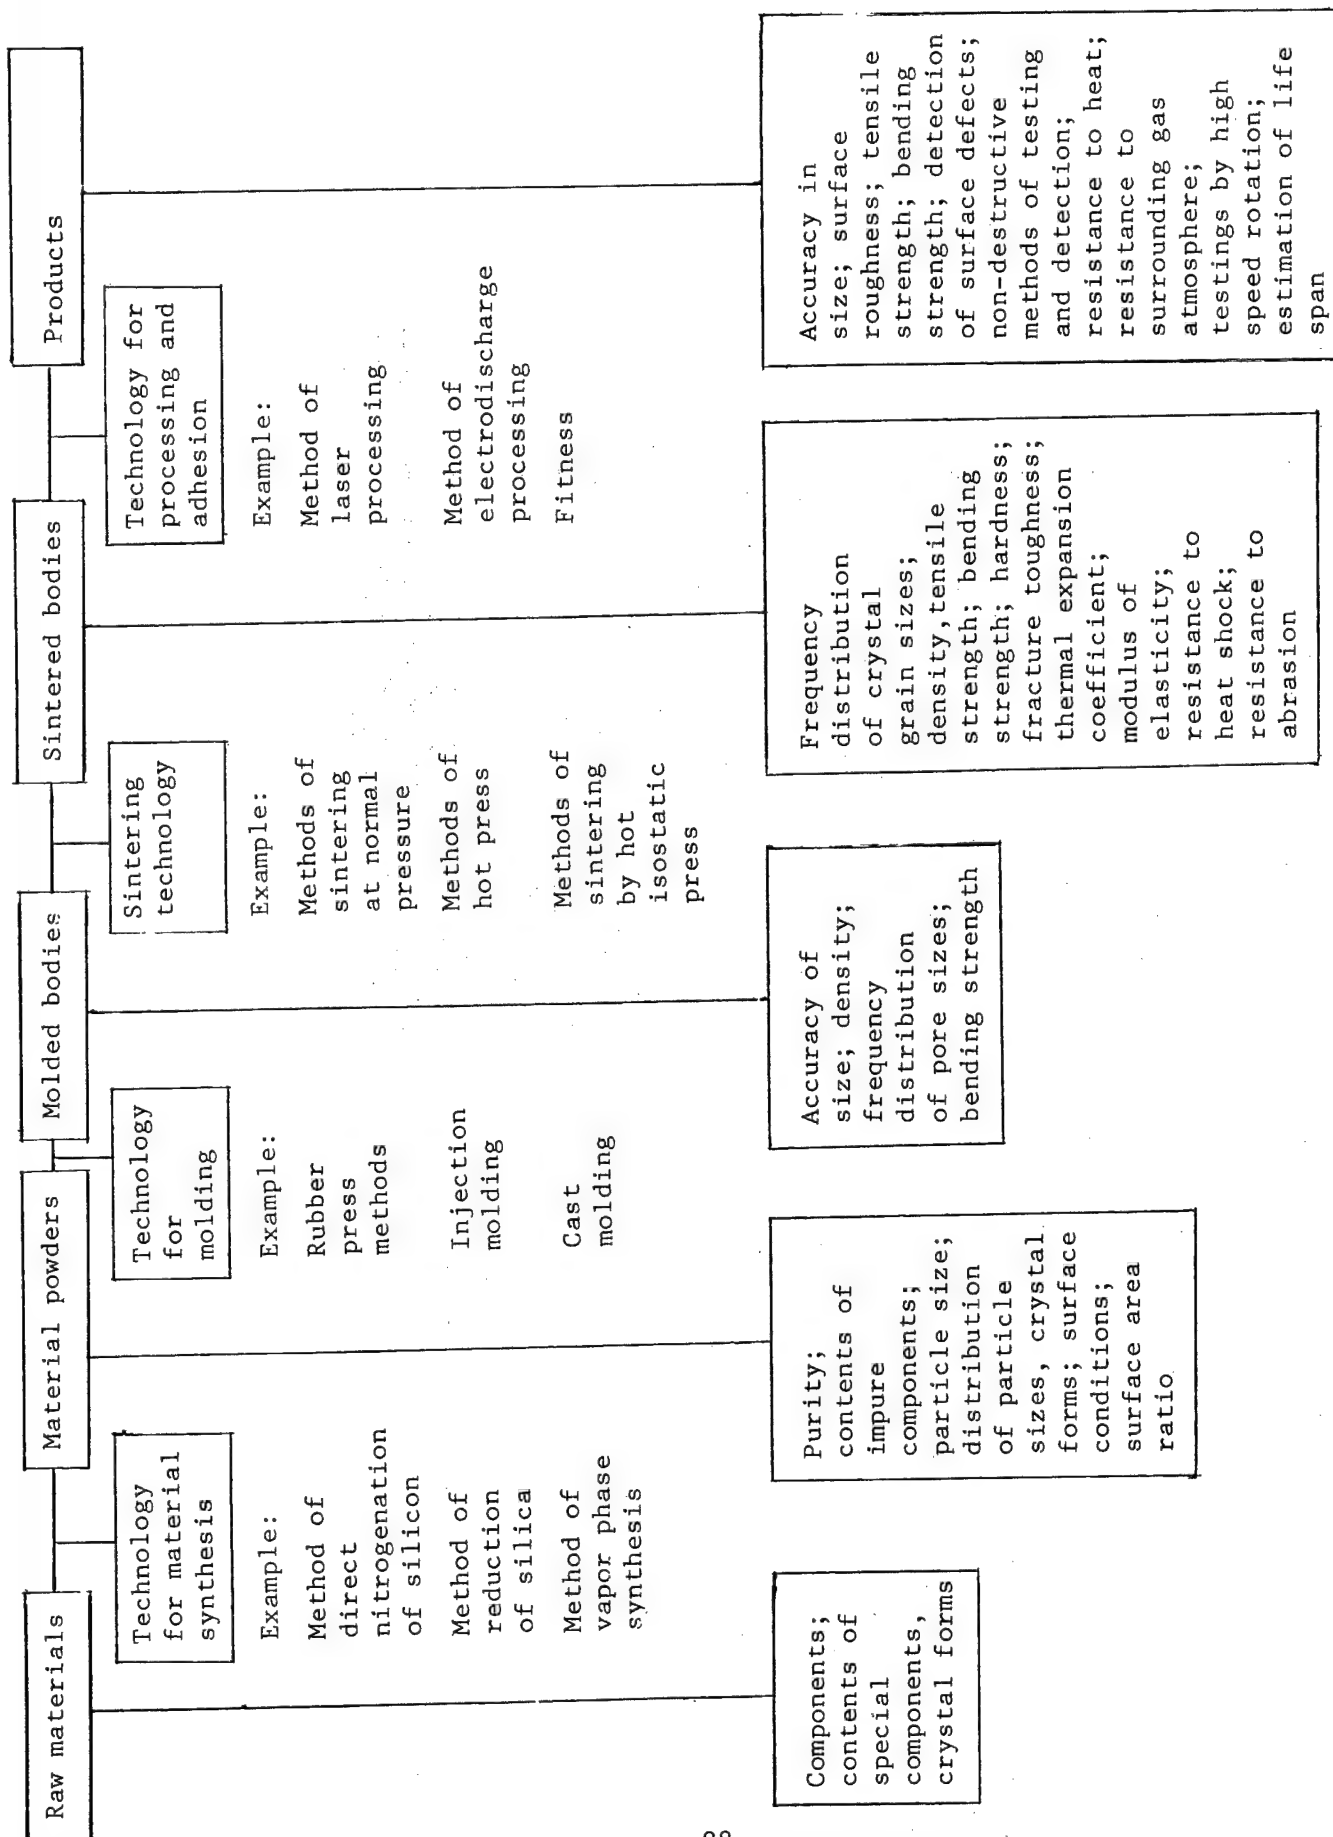 Raw materials
Material powders
Molded bodies
Sintered bodies
Products
Technology
for material
synthesis
Example:
Method of
direct
nitrogenation
of silicon
Method of
reduction
of silica
Method of
vapor phase
synthesis
Technology
for
molding
Example:
Rubber
press
methods
Injection
molding
Cast
molding
Sintering
technology
Example:
Methods of
sintering
at normal
pressure
Methods of
hot press
Methods of
sintering
by hot
isostatic
press
Technology for
processing and
adhesion
Example:
Method of
laser
processing
Method of
electrodischarge
processing
Fitness
Components;
contents of
special
components,
crystal forms
Purity;
contents of
impure
components;
particle size;
distribution
of particle
sizes, crystal
forms; surface
conditions;
surface area
ratio
Accuracy of
size; density;
frequency
distribution
of pore sizes;
bending strength
Frequency
distribution
of crystal
grain sizes;
density,tensile
strength; bending
strength; hardness;
fracture toughness;
thermal expansion
coefficient;
modulus of
elasticity;
resistance to
heat shock;
resistance to
abrasion
Accuracy in
size; surface
roughness; tensile
strength; bending
strength; detection
of surface defects;
non-destructive
methods of testing
and detection;
resistance to heat;
resistance to
surrounding gas
atmosphere;
testings by high
speed rotation;
estimation of life
span